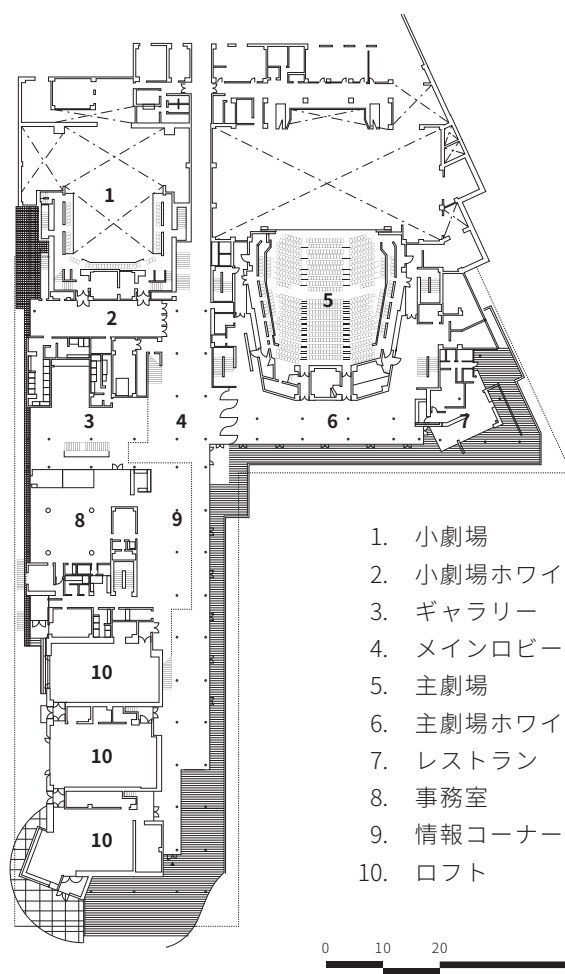 1
5
2
3
4
6
7
8
9
10
10
10
1. 小劇場
2. 小劇場ホワイ
3. ギャラリー
4. メインロビー
5. 主劇場
6. 主劇場ホワイ
7. レストラン
8. 事務室
9. 情報コーナー
10. ロフト
0 10 20